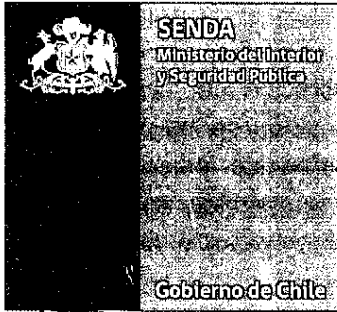 SENDA
Ministerio del Interior
y Seguridad Pública
Gobierno de Chile